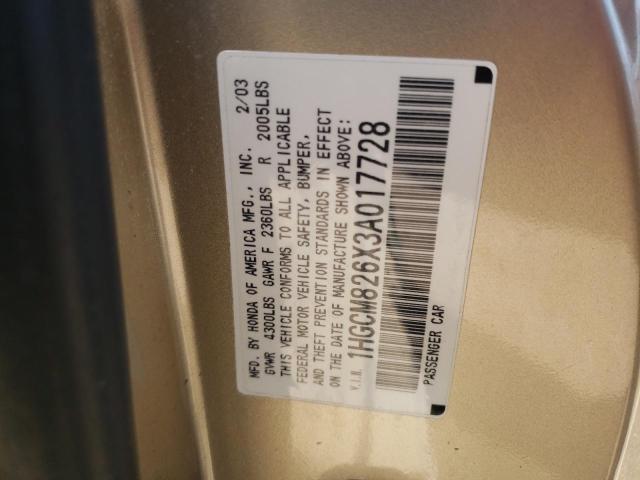 MFD. BY HONDA OF AMERICA MFG., INC. 2/03
GVWR 4300LBS GAWR F 2360LBS R 2005LBS
THIS VEHICLE CONFORMS TO ALL APPLICABLE
FEDERAL MOTOR VEHICLE SAFETY, BUMPER,
AND THEFT PREVENTION STANDARDS IN EFFECT
ON THE DATE OF MANUFACTURE SHOWN ABOVE:
V.I.N. 1HGCM826X3A017728
PASSENGER CAR